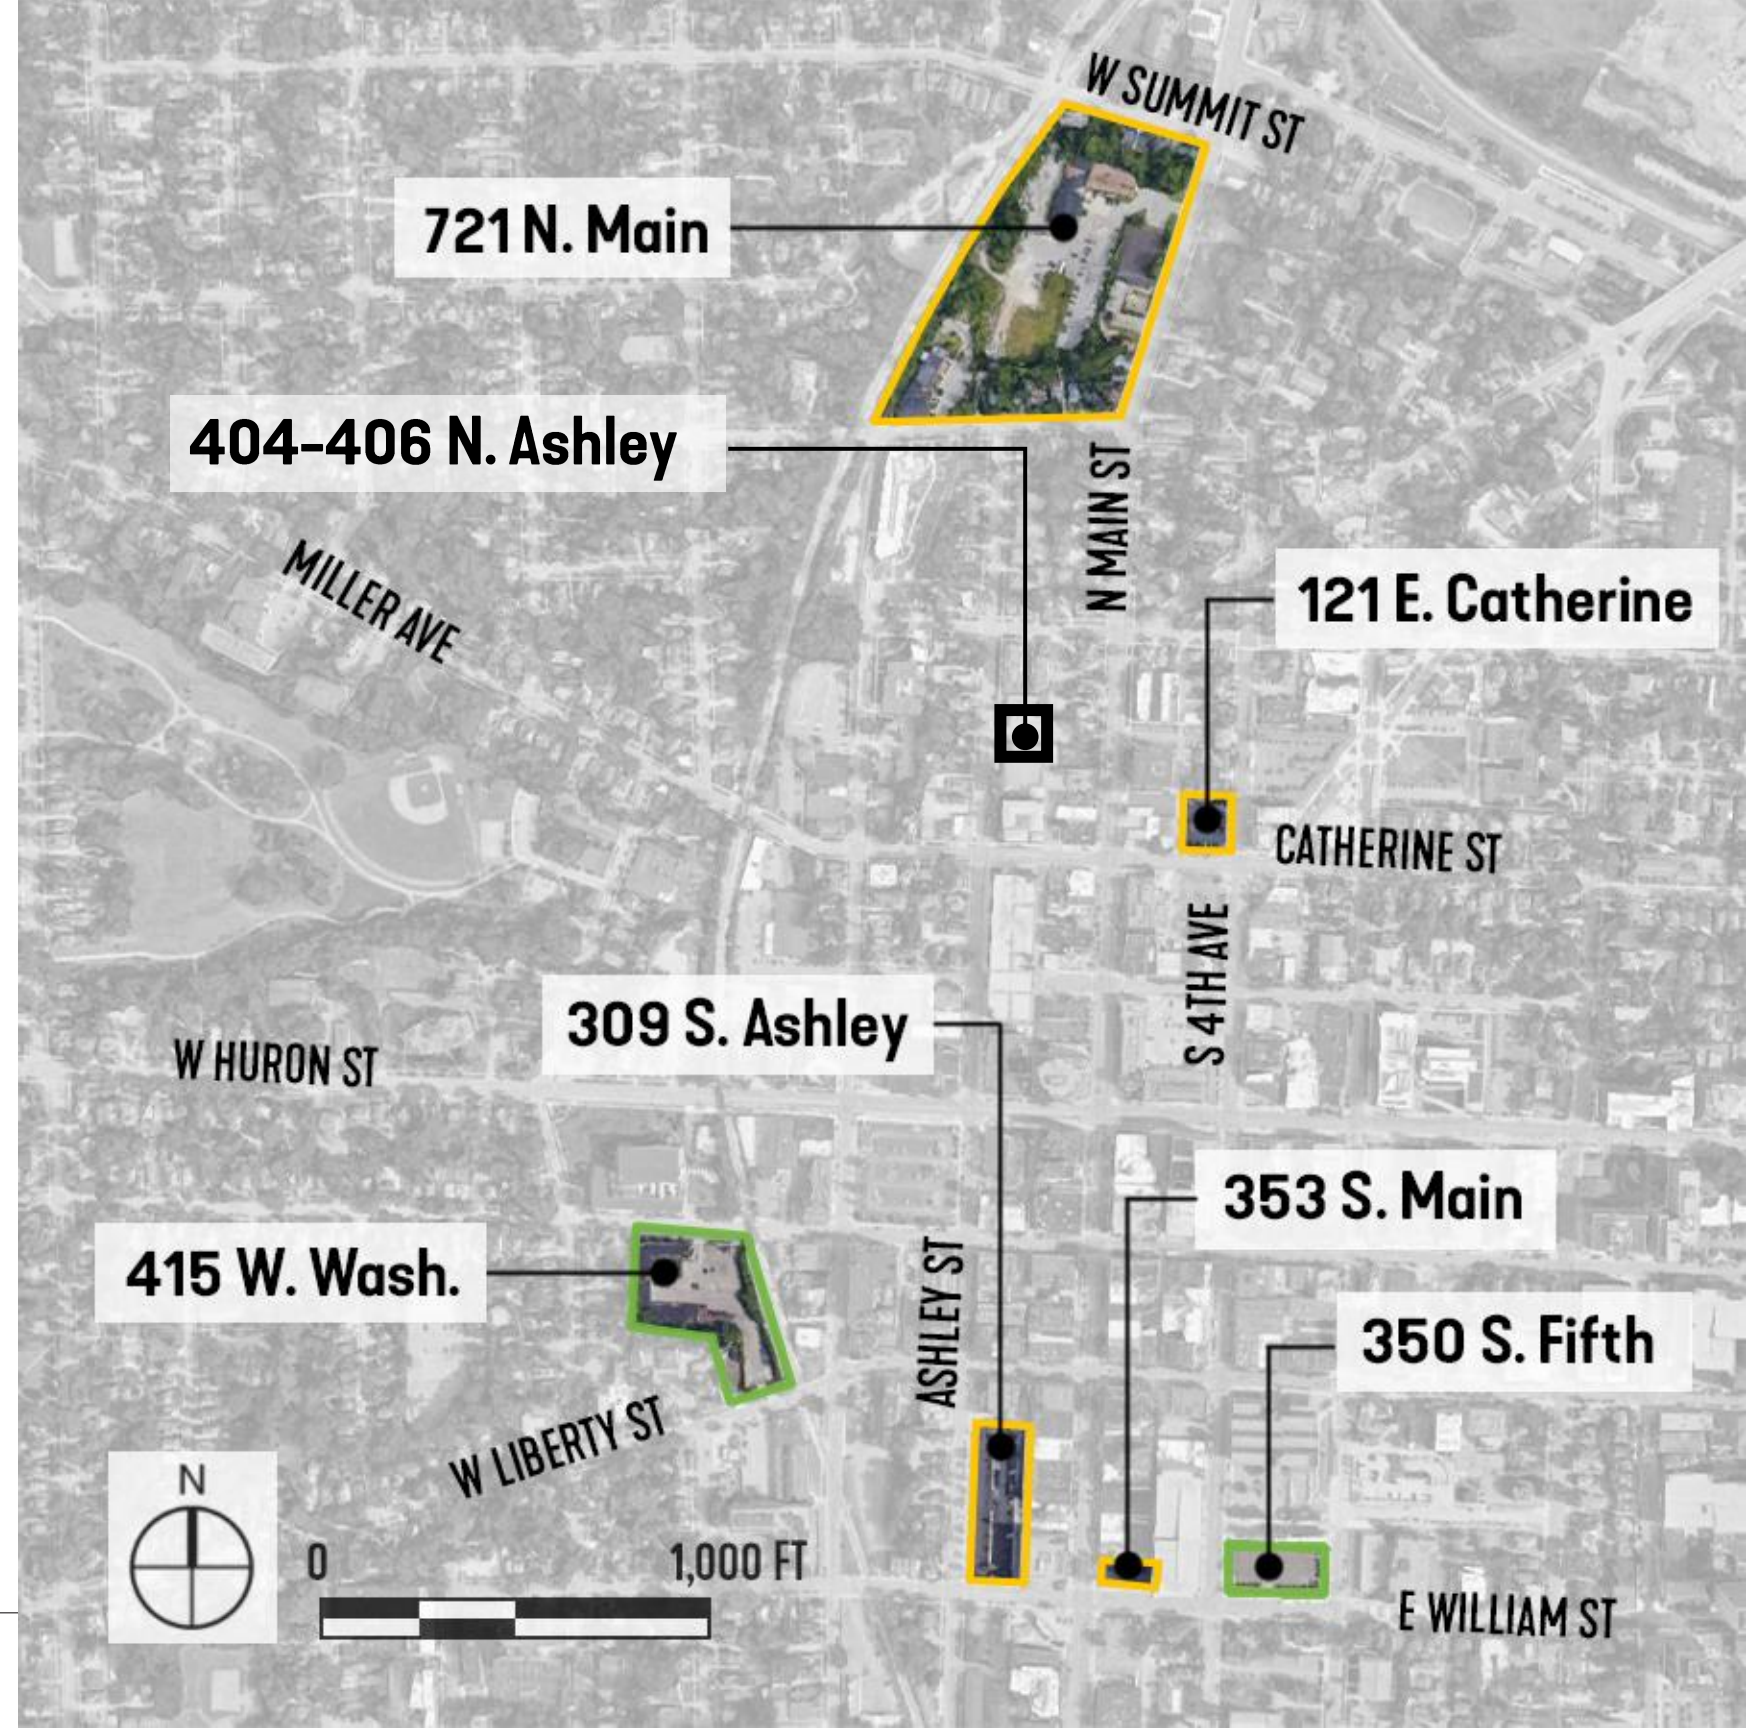 W SUMMIT ST
721 N. Main
404-406 N. Ashley
N MAIN ST
MILLER AVE
121 E. Catherine
CATHERINE ST
S 4TH AVE
309 S. Ashley
W HURON ST
353 S. Main
415 W. Wash.
ASHLEY ST
350 S. Fifth
W LIBERTY ST
N
0 1,000 FT
E WILLIAM ST